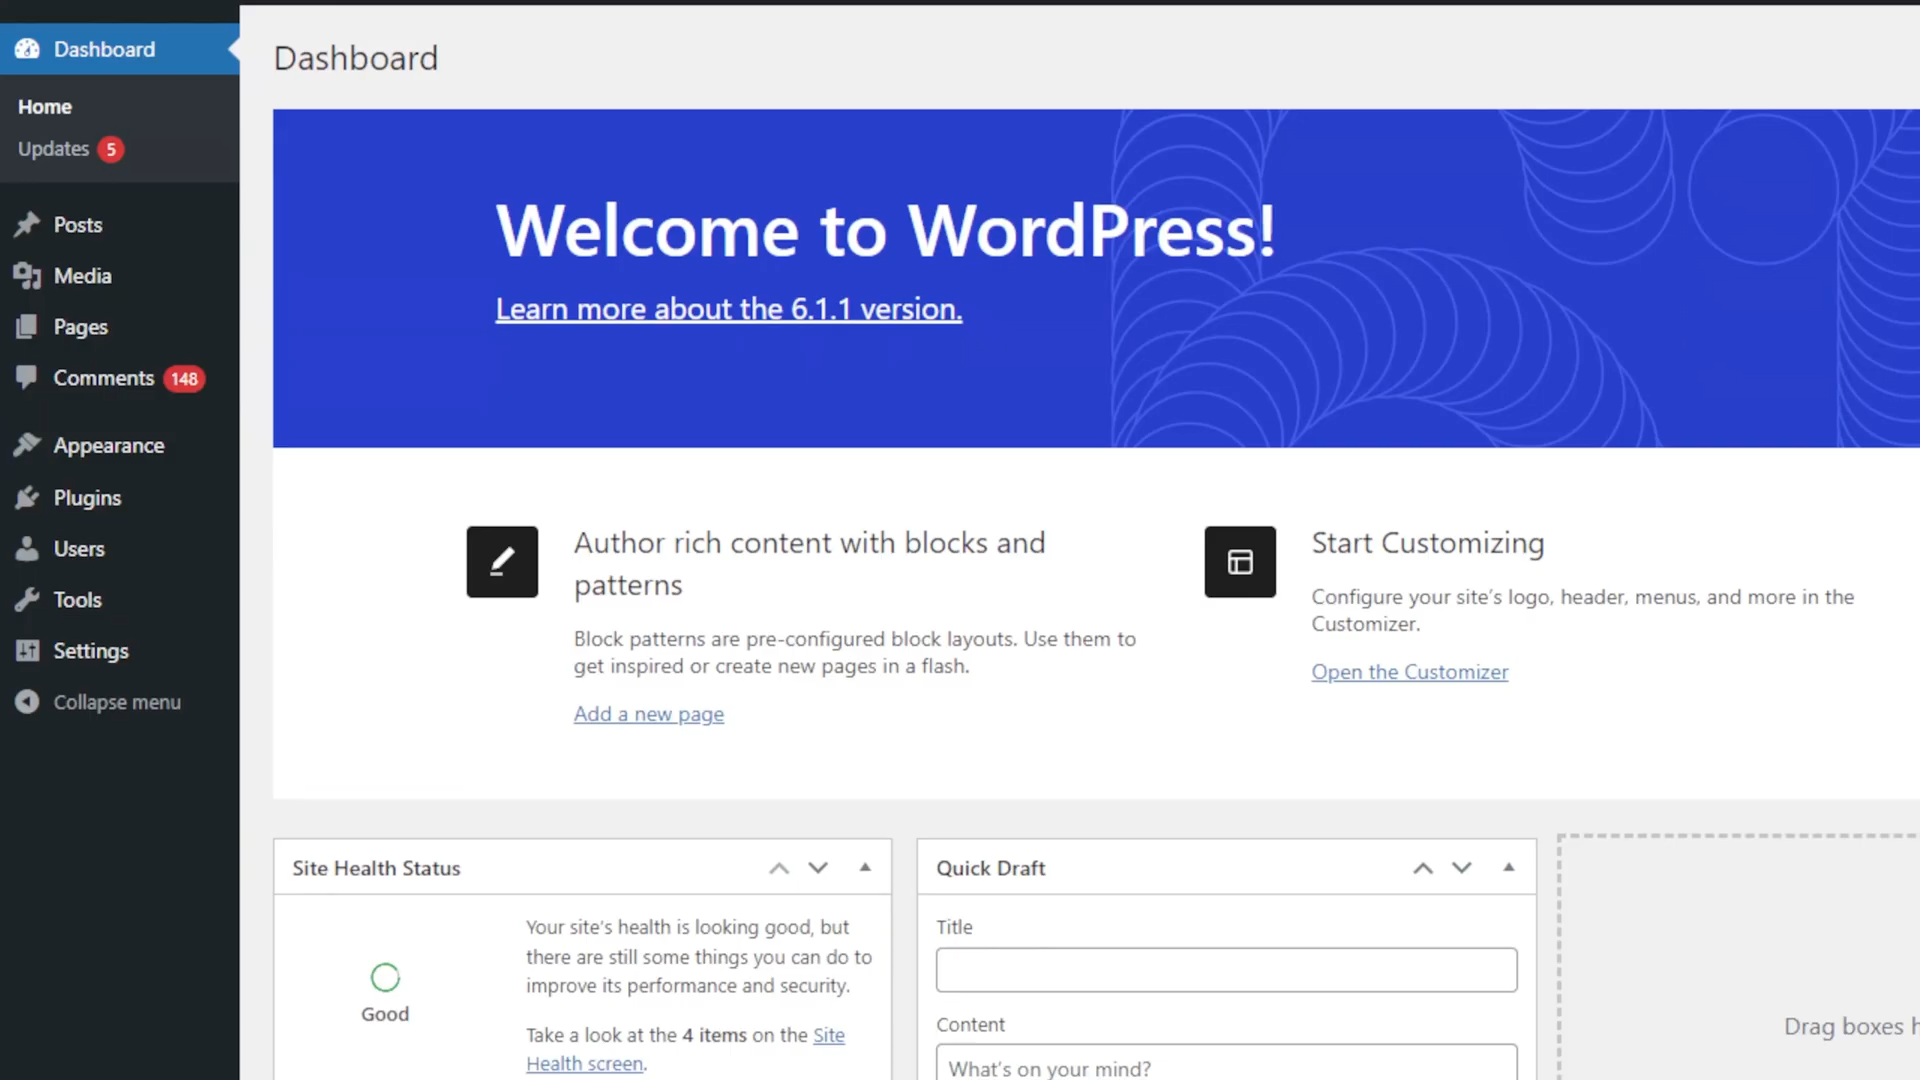 Dashboard
Home
Updates 5
Posts
Media
Pages
Comments 148
Appearance
Plugins
Users
Tools
Settings
Collapse menu
Dashboard
Welcome to WordPress!
Learn more about the 6.1.1 version.
Author rich content with blocks and
patterns
Block patterns are pre-configured block layouts. Use them to
get inspired or create new pages in a flash.
Add a new page
Start Customizing
Configure your site's logo, header, menus, and more in the
Customizer.
Open the Customizer
Site Health Status
Good
Your site's health is looking good, but
there are still some things you can do to
improve its performance and security.
Take a look at the 4 items on the Site
Health screen.
Quick Draft
Title
Content
What's on your mind?
Drag boxes